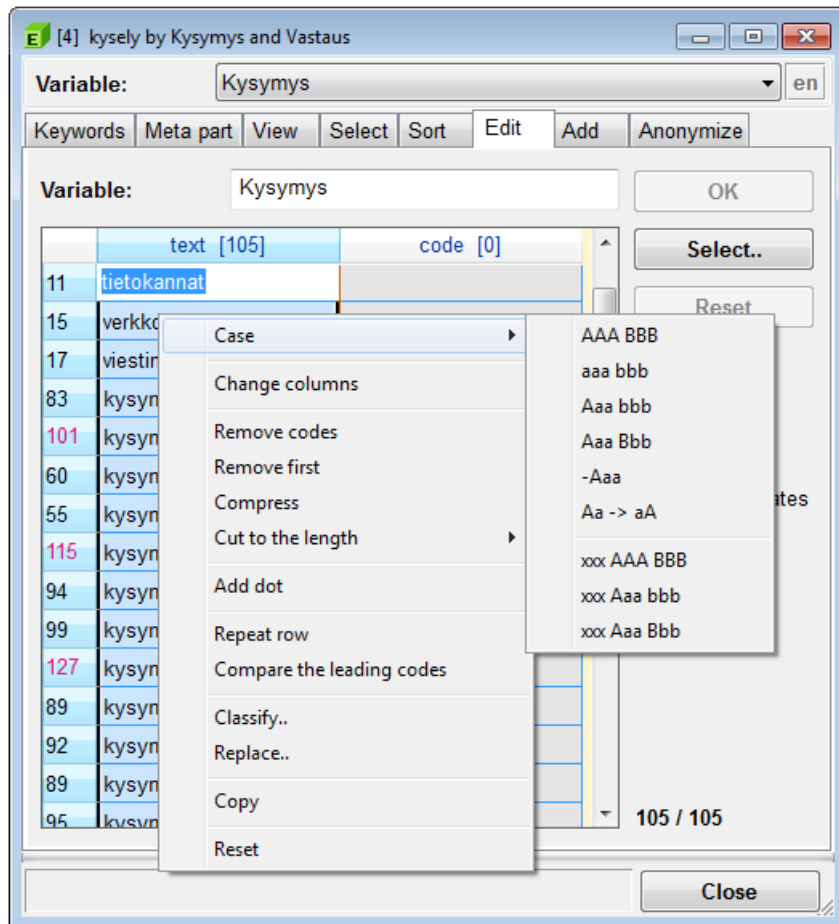 E [4] kysely by Kysymys and Vastaus
Variable: Kysymys en
Keywords Meta part View Select Sort Edit Add Anonymize
Variable: Kysymys OK
text [105] code [0] Select..
11 tietokannat
Reset
15
17
83
101
60
55
115
94
99
127
89
92
89
95
Case
Change columns
Remove codes
Remove first
Compress
Cut to the length
Add dot
Repeat row
Compare the leading codes
Classify..
Replace..
Copy
Reset
AAA BBB
aaa bbb
Aaa bbb
Aaa Bbb
-Aaa
Aa -> aA
xxx AAA BBB
xxx Aaa bbb
xxx Aaa Bbb
105 / 105
Close